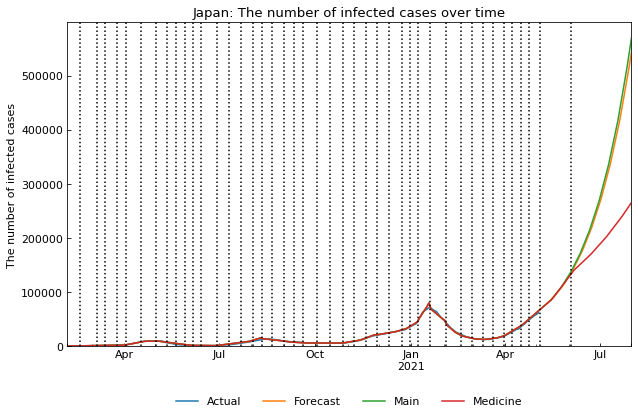 Japan: The number of infected cases over time
The number of infected cases
500000
400000
300000
200000
100000
0
Apr Jul Oct Jan Apr Jul
2021
Actual Forecast Main Medicine